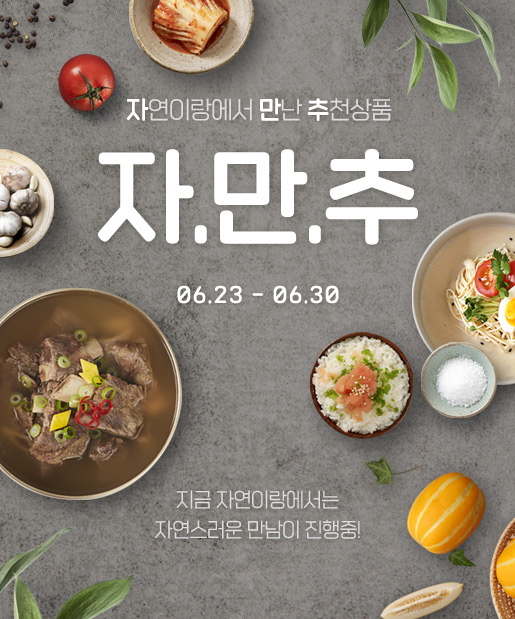 자연이랑에서 만난 추천상품
자.만.추
06.23 - 06.30
지금 자연이랑에서는
자연스러운 만남이 진행중!